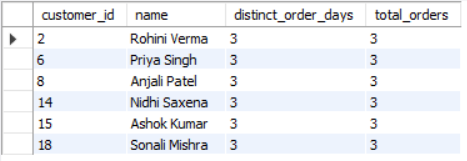 customer_id name distinct_order_days total_orders
2 Rohini Verma 3 3
6 Priya Singh 3 3
8 Anjali Patel 3 3
14 Nidhi Saxena 3 3
15 Ashok Kumar 3 3
18 Sonali Mishra 3 3